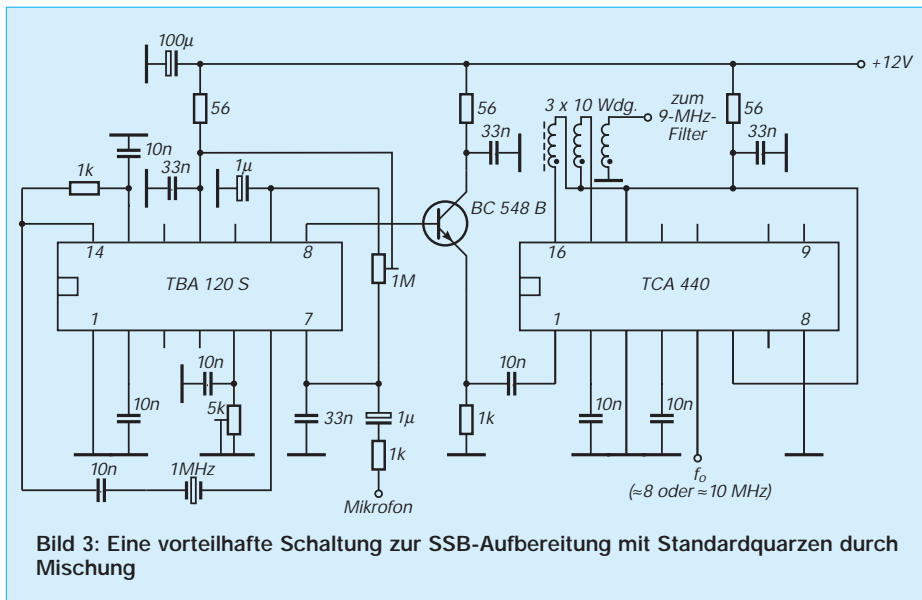 100µ
+12V
56
56
3 x 10 Wdg.
zum
9-MHz-
Filter
56
33n
33n
10n
33n
1µ
1k
BC 548 B
14
8
TBA 120 S
1
7
1M
16
9
TCA 440
1
8
10n
10n
5k
10n
33n
1µ
1k
10n
1k
10n
10n
10n
1MHz
Mikrofon
fo
(≈8 oder ≈10 MHz)
Bild 3: Eine vorteilhafte Schaltung zur SSB-Aufbereitung mit Standardquarzen durch
Mischung